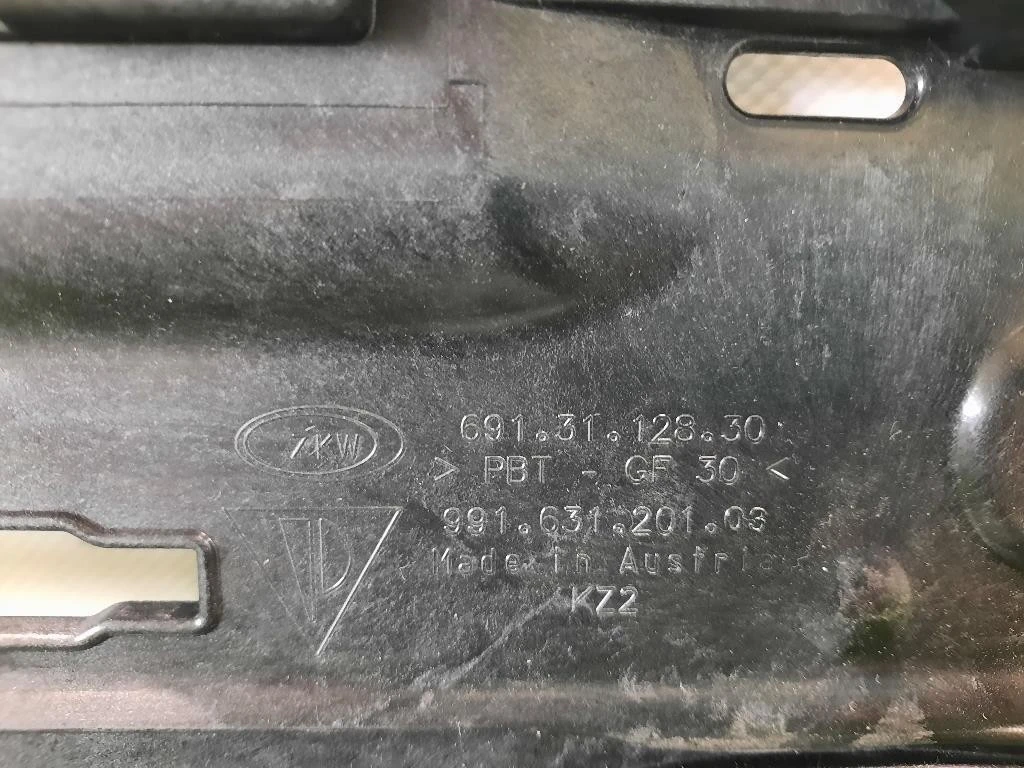 ZKW
691.31.128.30
> PBT - GF 30 <
991.631.201.03
Made in Austria
KZ2